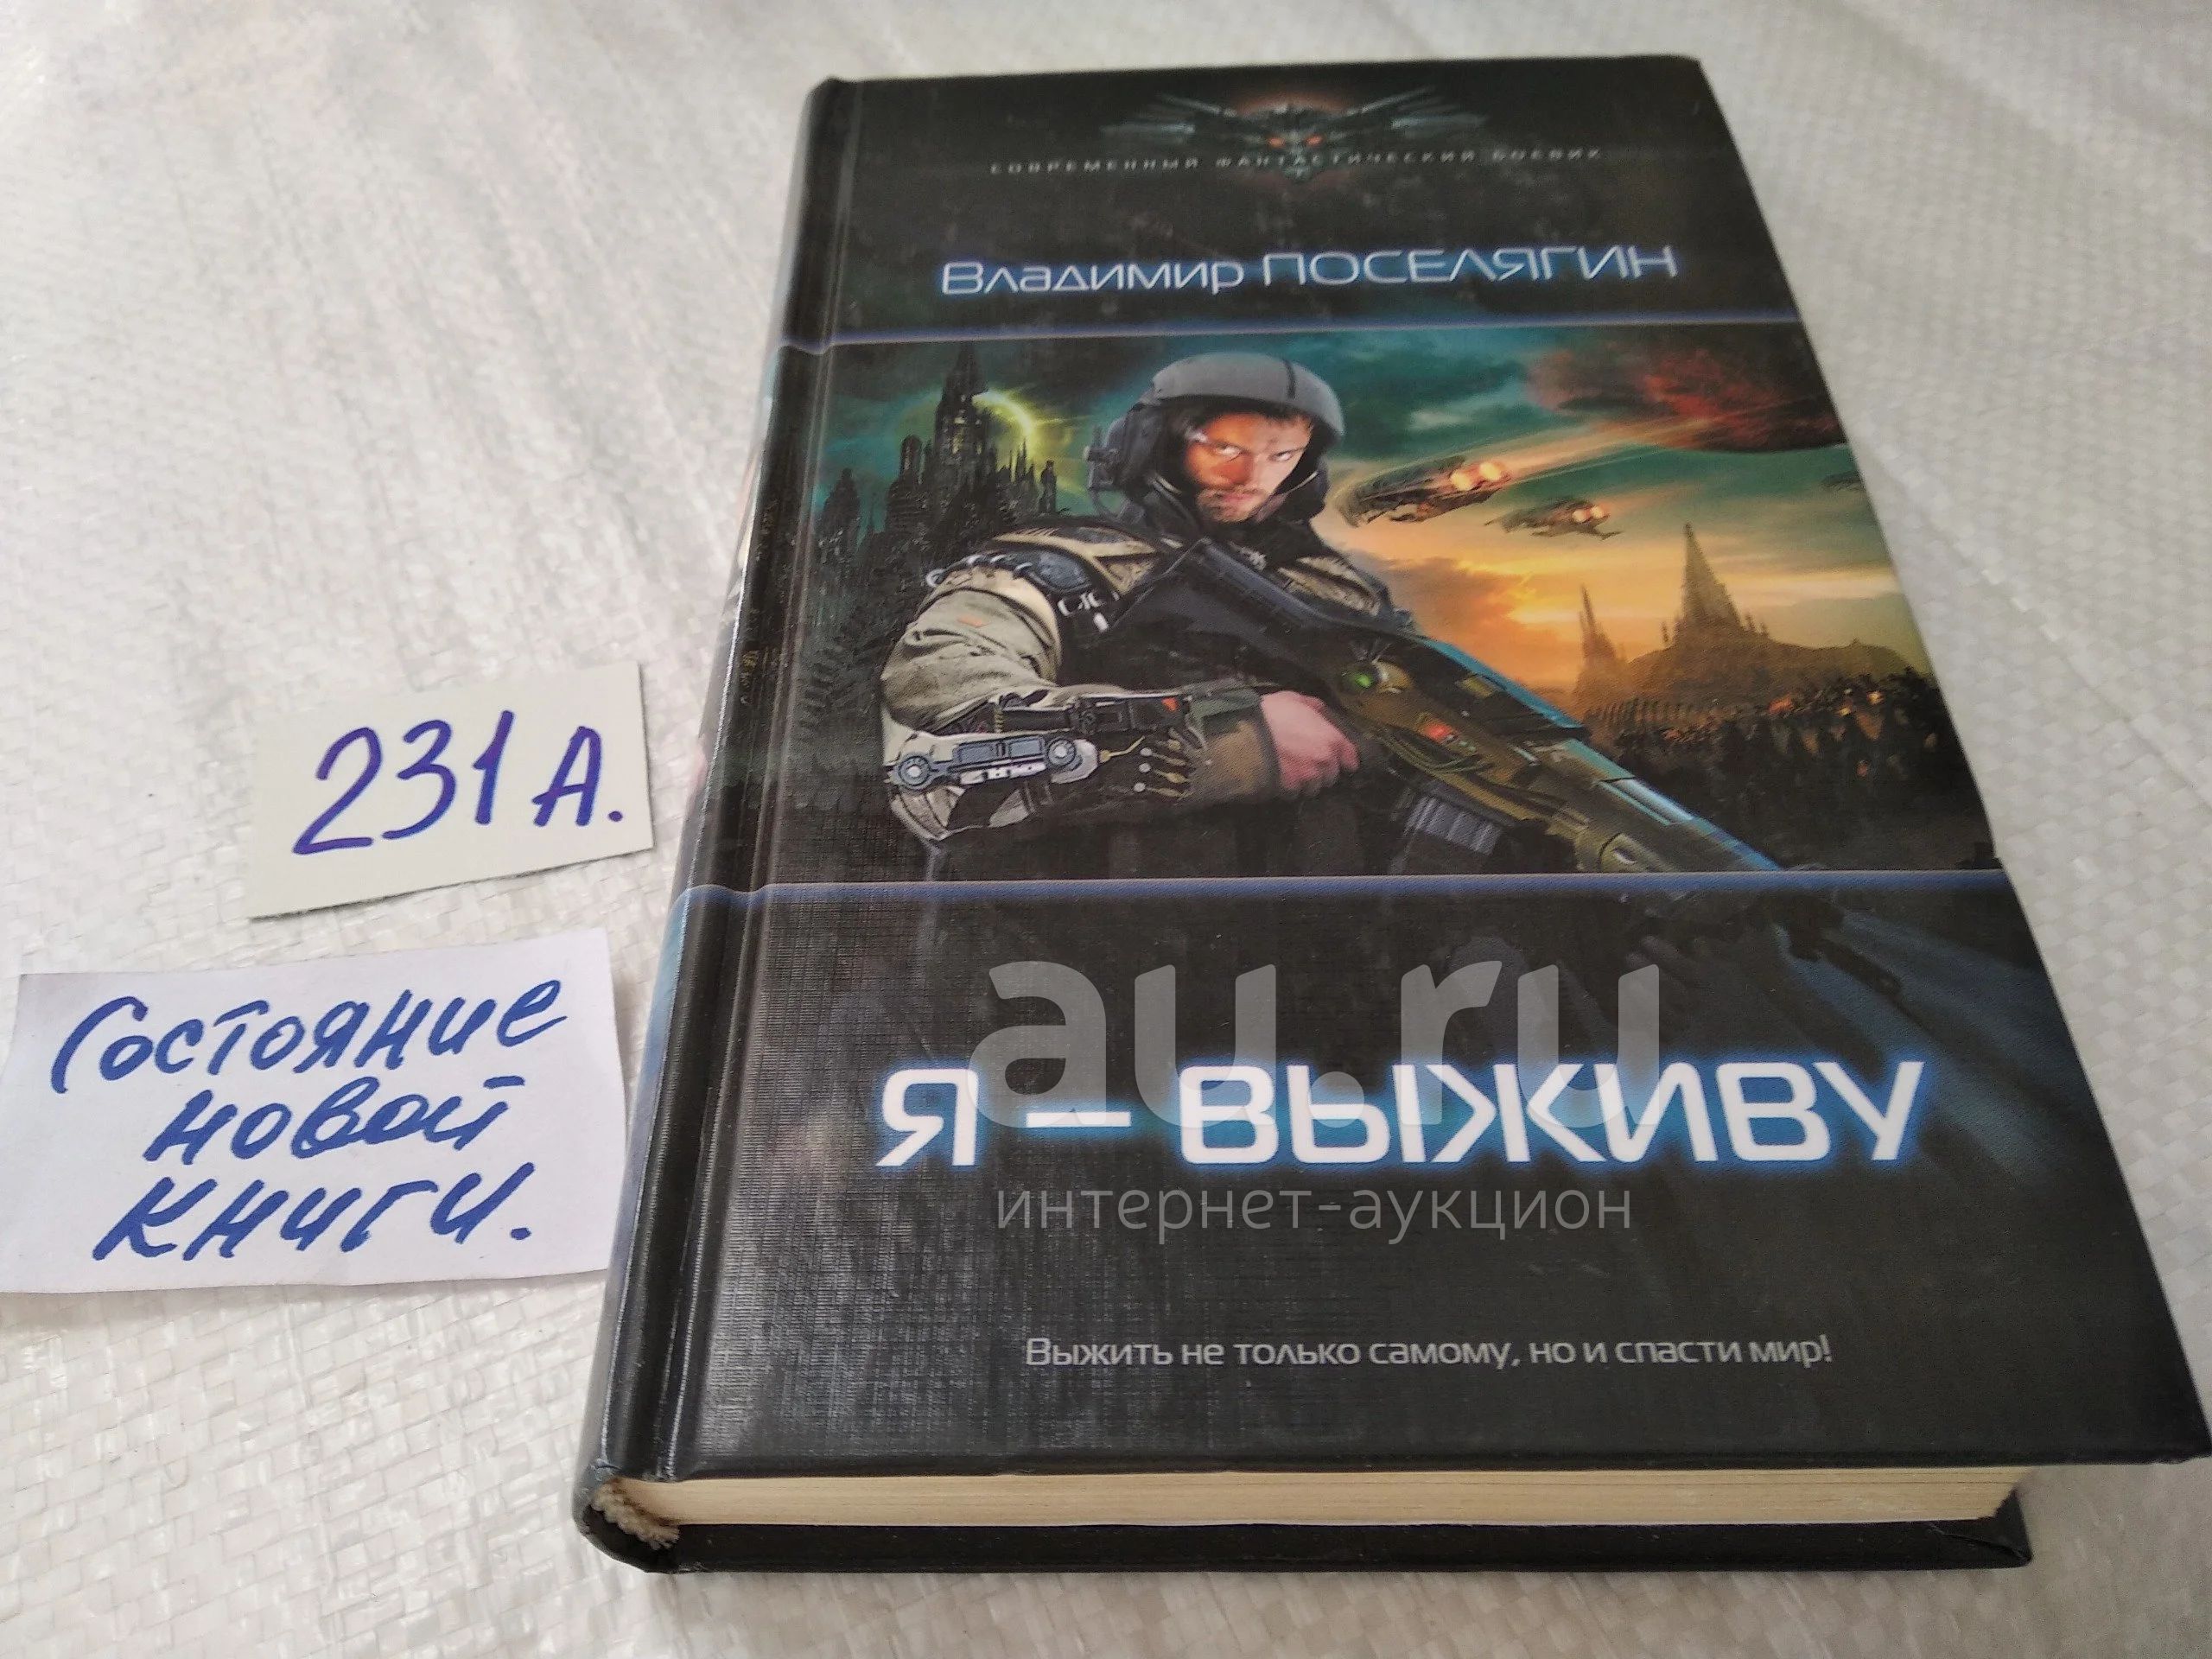 СОВРЕМЕННЫЙ ФАНТАСТИЧЕСКИЙ БОЕВИК
Владимир ПОСЕЛЯГИН
231А.
Состояние
новой
книги.
au.ru
Я – ВЫЖИВУ
интернет-аукцион
Выжить не только самому, но и спасти мир!